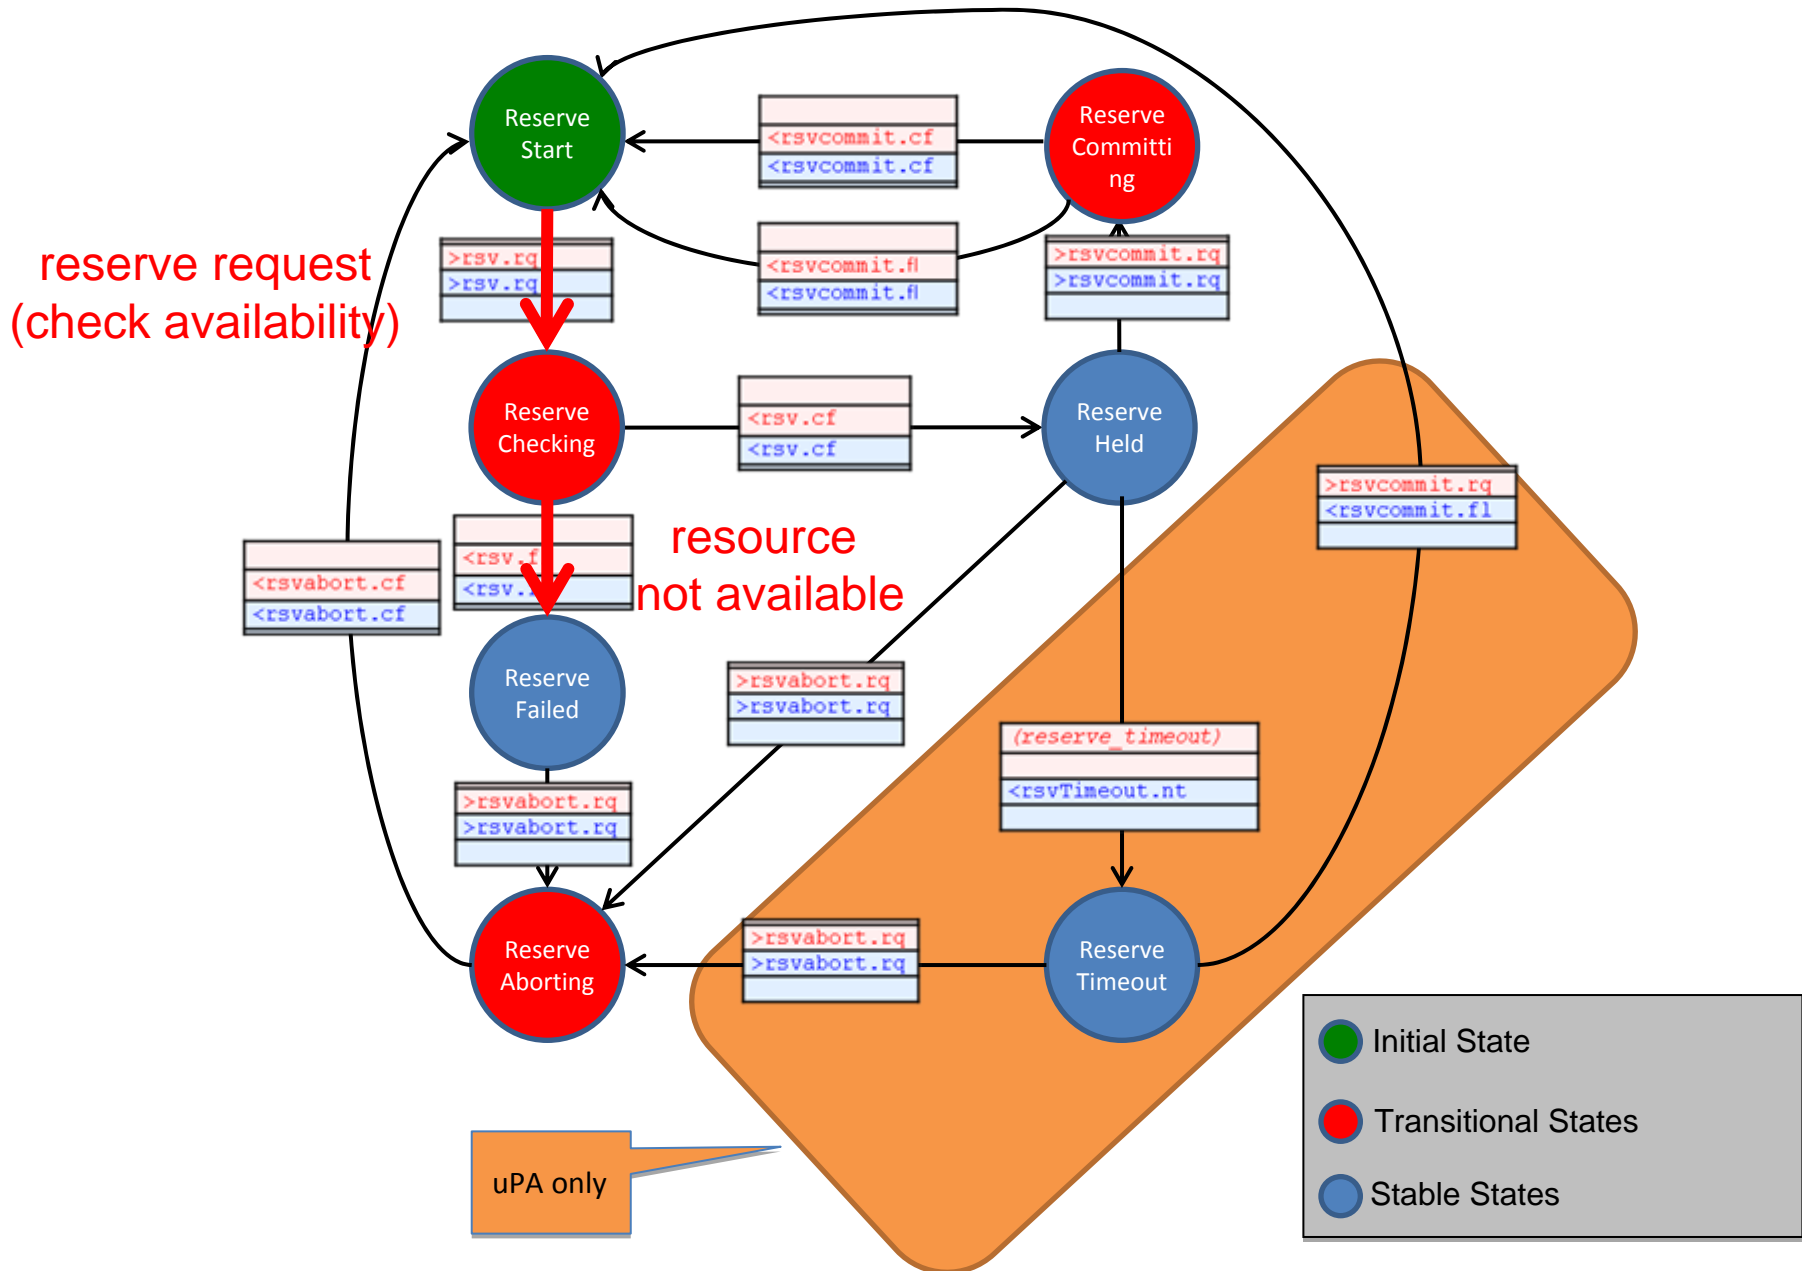 Reserve
Start
<rsvcommit.cf
<rsvcommit.cf
Reserve
Committi
ng
reserve request
(check availability)
>rsv.rq
>rsv.rq
<rsvcommit.fl
<rsvcommit.fl
>rsvcommit.rq
>rsvcommit.rq
Reserve
Checking
<rsv.cf
<rsv.cf
Reserve
Held
>rsvcommit.rq
<rsvcommit.fl
<rsv.f
<rsv.
resource
not available
<rsvabort.cf
<rsvabort.cf
Reserve
Failed
>rsvabort.rq
>rsvabort.rq
(reserve_timeout)
<rsvTimeout.nt
>rsvabort.rq
>rsvabort.rq
Reserve
Aborting
>rsvabort.rq
>rsvabort.rq
Reserve
Timeout
uPA only
Initial State
Transitional States
Stable States